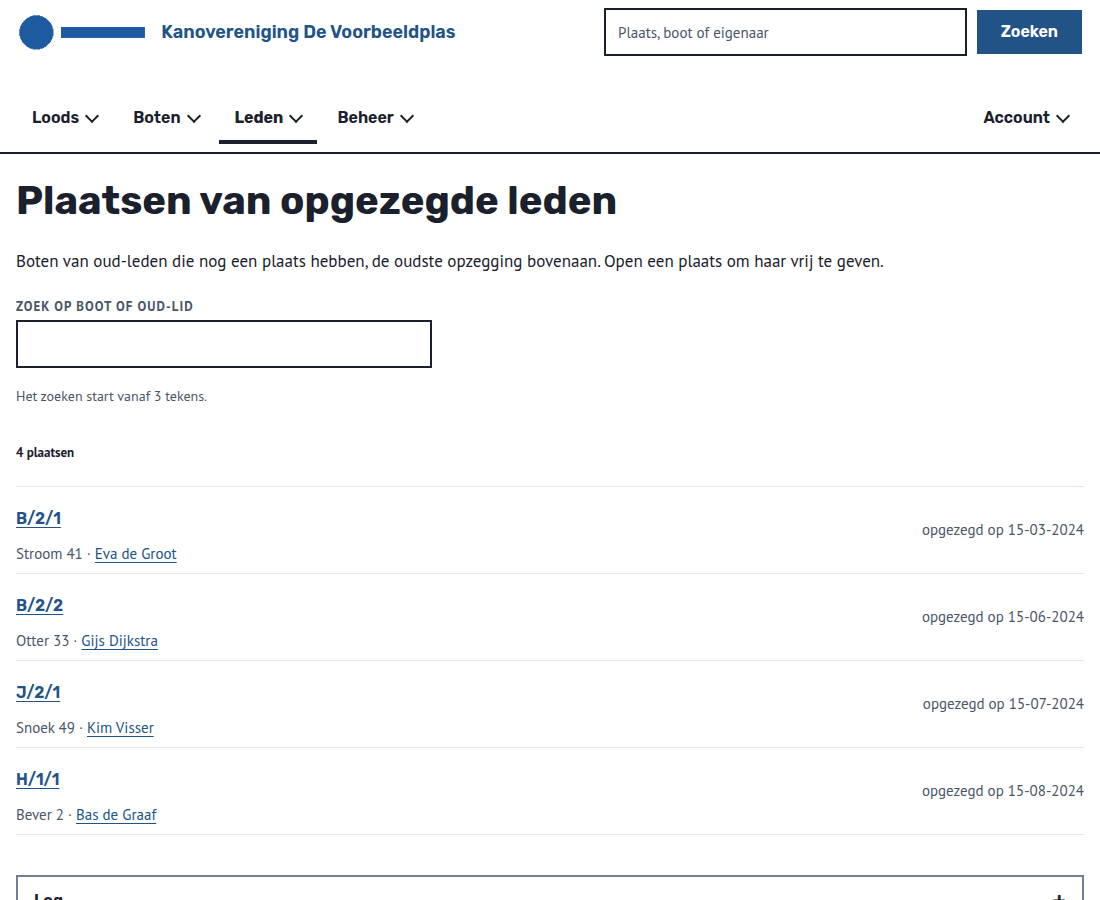 Kanovereniging De Voorbeeldplas
Plaats, boot of eigenaar
Zoeken
Loods
Boten
Leden
Beheer
Account
Plaatsen van opgezegde leden
Boten van oud-leden die nog een plaats hebben, de oudste opzegging bovenaan. Open een plaats om haar vrij te geven.
ZOEK OP BOOT OF OUD-LID
Het zoeken start vanaf 3 tekens.
4 plaatsen
B/2/1
Stroom 41 · Eva de Groot
opgezegd op 15-03-2024
B/2/2
Otter 33 · Gijs Dijkstra
opgezegd op 15-06-2024
J/2/1
Snoek 49 · Kim Visser
opgezegd op 15-07-2024
H/1/1
Bever 2 · Bas de Graaf
opgezegd op 15-08-2024
Log